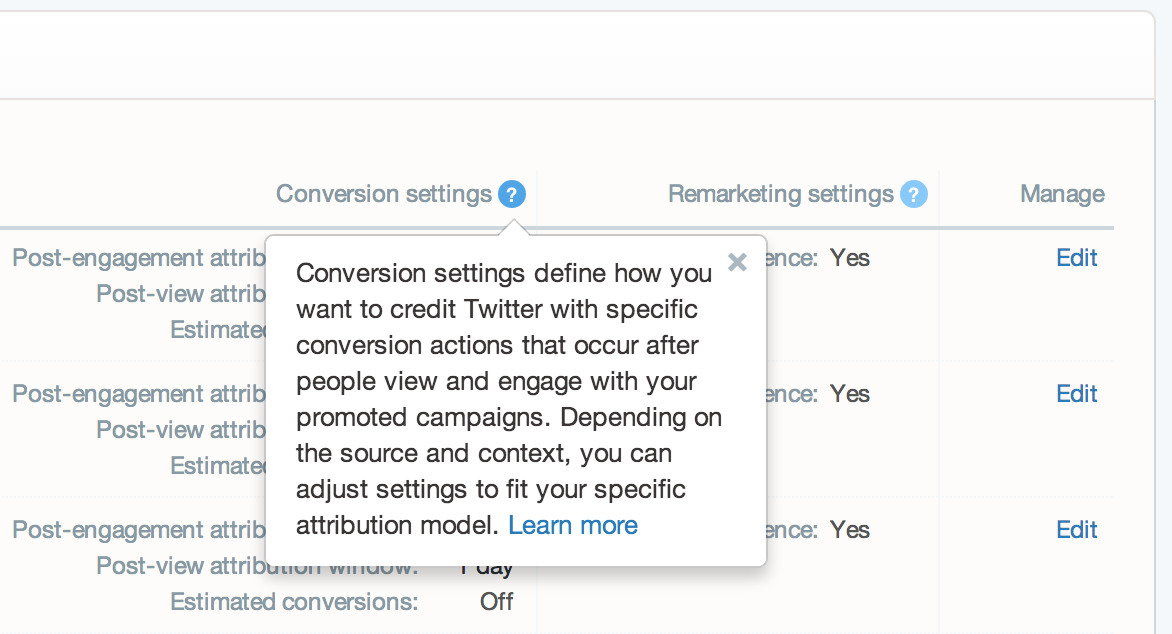 Conversion settings ? Remarketing settings ? Manage
Post-engagement attrib
Post-view attrib
Estimated
Yes
Edit
Conversion settings define how you
want to credit Twitter with specific
conversion actions that occur after
people view and engage with your
promoted campaigns. Depending on
the source and context, you can
adjust settings to fit your specific
attribution model. Learn more
Post-engagement attrib
Post-view attrib
Estimated
Yes
Edit
Post-engagement attrib
Yes
Edit
Post-view attribution window: 1 day
Estimated conversions: Off